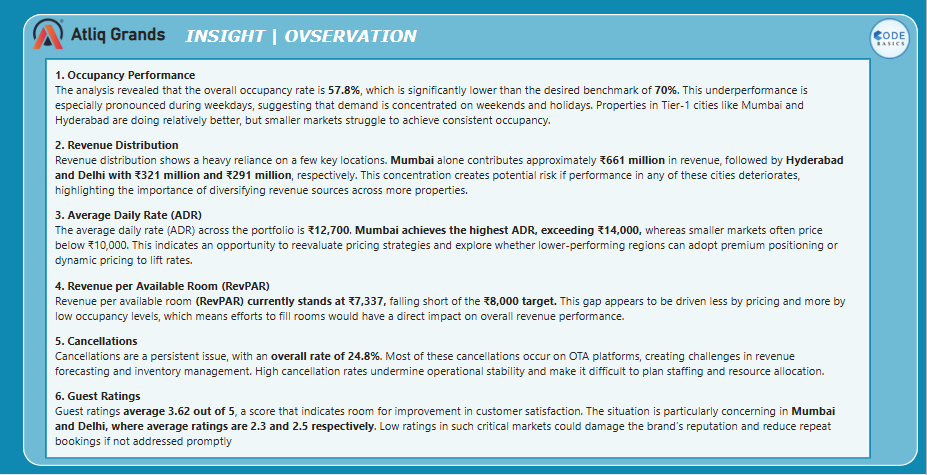 Atliq Grands INSIGHT | OVSERVATION
CODE
BASICS
1. Occupancy Performance
The analysis revealed that the overall occupancy rate is 57.8%, which is significantly lower than the desired benchmark of 70%. This underperformance is
especially pronounced during weekdays, suggesting that demand is concentrated on weekends and holidays. Properties in Tier-1 cities like Mumbai and
Hyderabad are doing relatively better, but smaller markets struggle to achieve consistent occupancy.
2. Revenue Distribution
Revenue distribution shows a heavy reliance on a few key locations. Mumbai alone contributes approximately ₹661 million in revenue, followed by Hyderabad
and Delhi with ₹321 million and ₹291 million, respectively. This concentration creates potential risk if performance in any of these cities deteriorates,
highlighting the importance of diversifying revenue sources across more properties.
3. Average Daily Rate (ADR)
The average daily rate (ADR) across the portfolio is ₹12,700. Mumbai achieves the highest ADR, exceeding ₹14,000, whereas smaller markets often price
below ₹10,000. This indicates an opportunity to reevaluate pricing strategies and explore whether lower-performing regions can adopt premium positioning or
dynamic pricing to lift rates.
4. Revenue per Available Room (RevPAR)
Revenue per available room (RevPAR) currently stands at ₹7,337, falling short of the ₹8,000 target. This gap appears to be driven less by pricing and more by
low occupancy levels, which means efforts to fill rooms would have a direct impact on overall revenue performance.
5. Cancellations
Cancellations are a persistent issue, with an overall rate of 24.8%. Most of these cancellations occur on OTA platforms, creating challenges in revenue
forecasting and inventory management. High cancellation rates undermine operational stability and make it difficult to plan staffing and resource allocation.
6. Guest Ratings
Guest ratings average 3.62 out of 5, a score that indicates room for improvement in customer satisfaction. The situation is particularly concerning in Mumbai
and Delhi, where average ratings are 2.3 and 2.5 respectively. Low ratings in such critical markets could damage the brand's reputation and reduce repeat
bookings if not addressed promptly